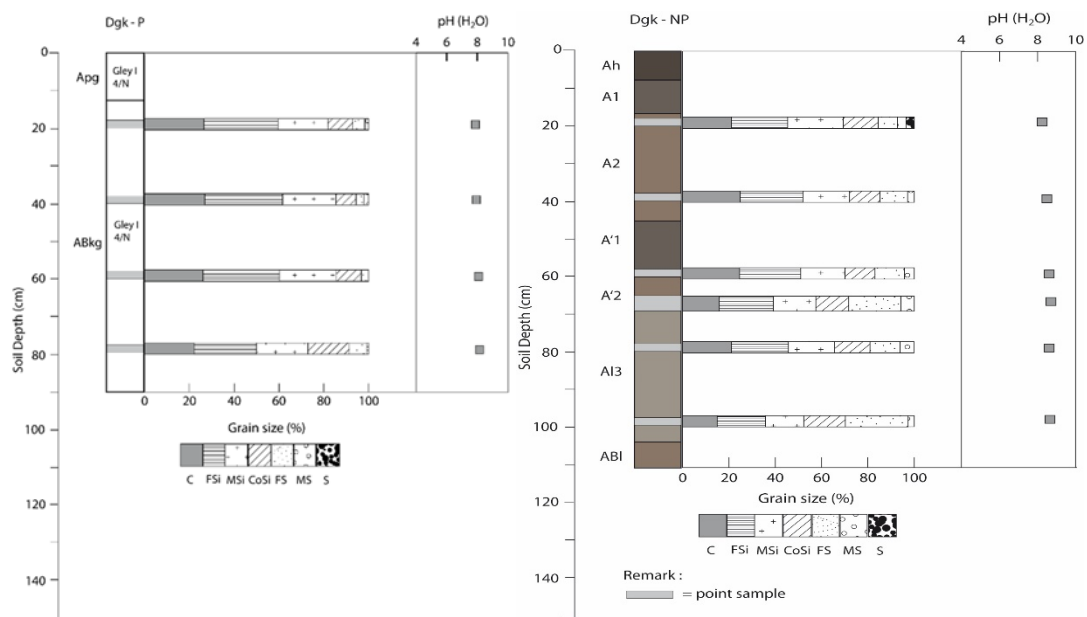 Dgk - P
pH (H₂O)
4 6 8 10
0
20
40
60
80
100
120
140
Soil Depth (cm)
Apg
ABkg
Gley I
4/N
Gley I
4/N
0 20 40 60 80 100
Grain size (%)
C FSi MSi CoSi FS MS S
Dgk - NP
pH (H₂O)
4 6 8 10
0
20
40
60
80
100
120
140
Soil Depth (cm)
Ah
A1
A2
A'1
A'2
Al3
ABl
0 20 40 60 80 100
Grain size (%)
C FSi MSi CoSi FS MS S
Remark :
= point sample